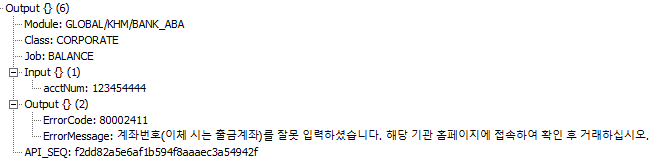 Output {} (6)
Module: GLOBAL/KHM/BANK_ABA
Class: CORPORATE
Job: BALANCE
Input {} (1)
acctNum: 123454444
Output {} (2)
ErrorCode: 80002411
ErrorMessage: 계좌번호(이체 시는 출금계좌)를 잘못 입력하셨습니다. 해당 기관 홈페이지에 접속하여 확인 후 거래하십시오.
API_SEQ: f2dd82a5e6af1b594f8aaaec3a54942f